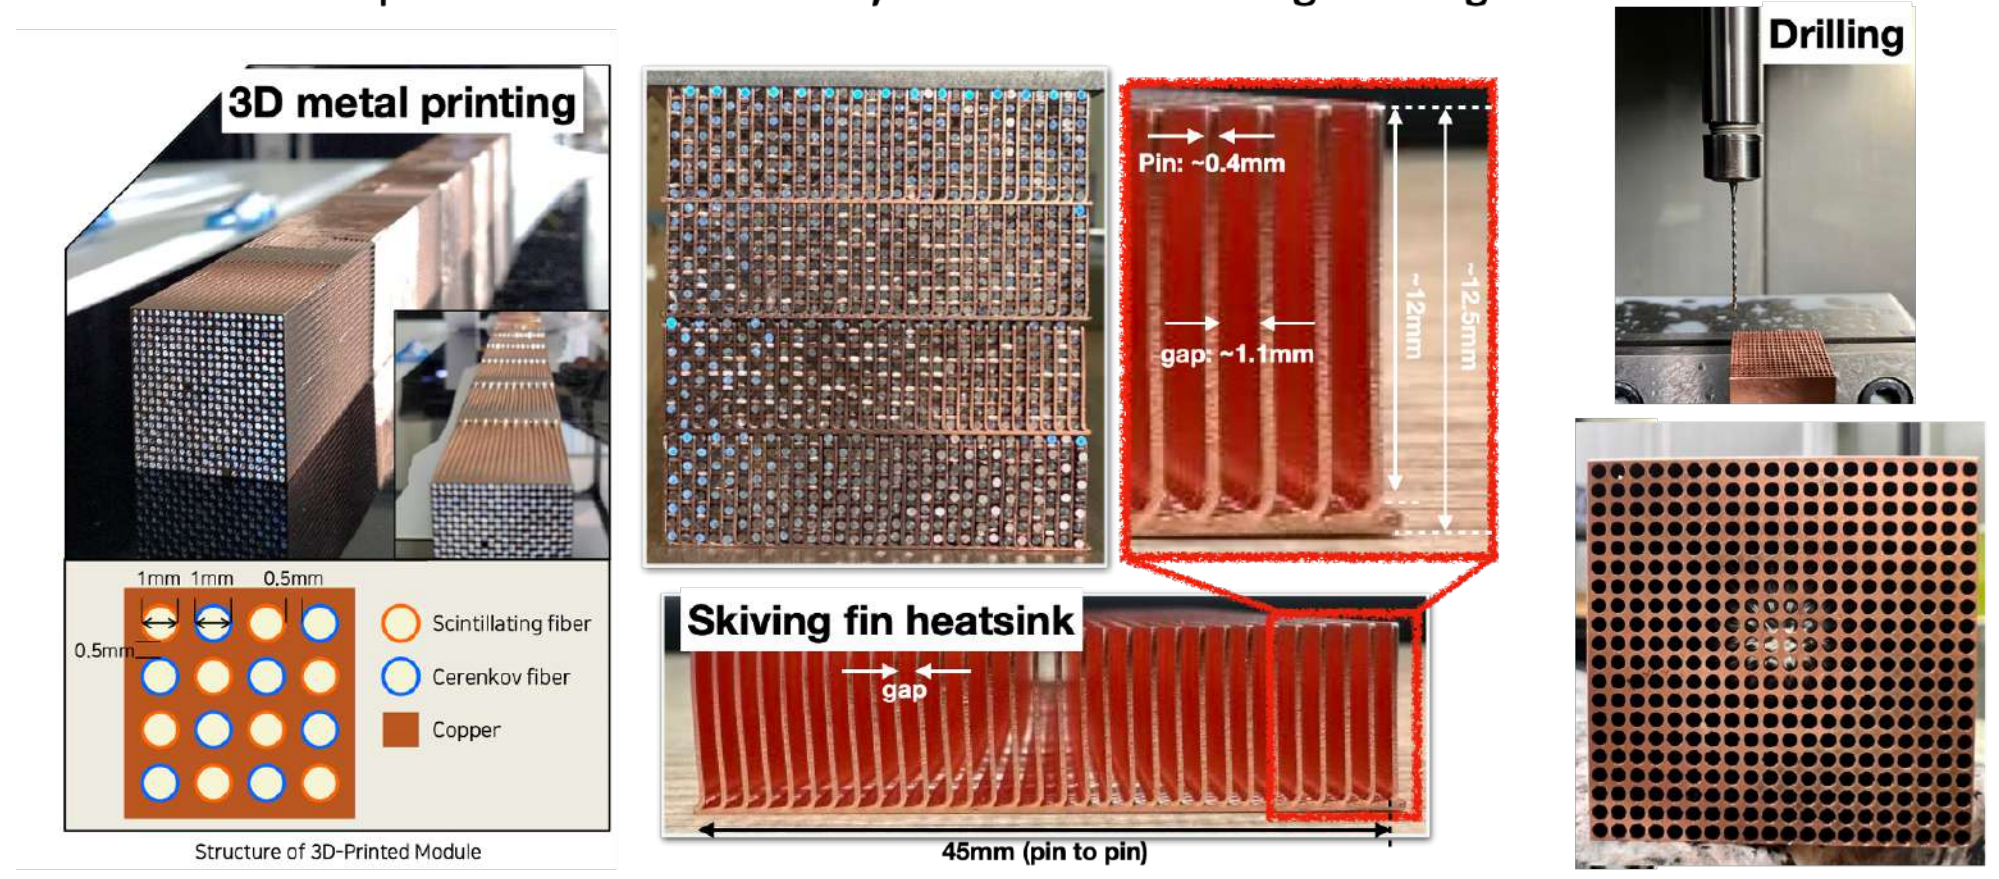 3D metal printing
1mm 1mm 0.5mm
0.5mm
Scintillating fiber
Cerenkov fiber
Copper
Structure of 3D-Printed Module
Pin: ~0.4mm
gap: ~1.1mm
~12mm
~12.5mm
Skiving fin heatsink
gap
45mm (pin to pin)
Drilling